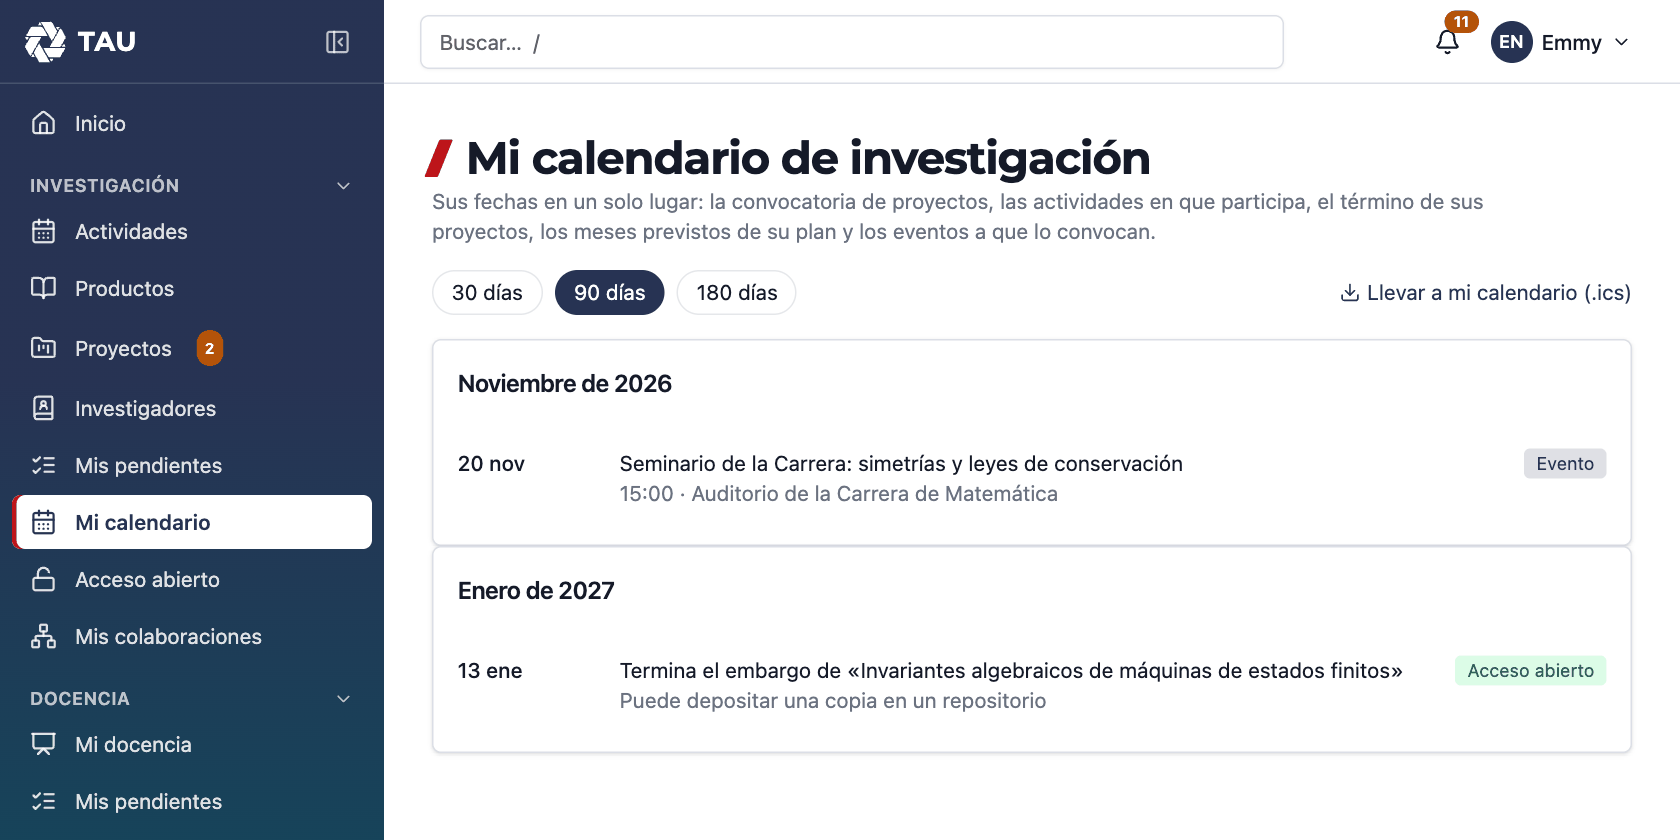 TAU
Buscar... /
11
EN
Emmy
Inicio
INVESTIGACIÓN
Actividades
Productos
Proyectos 2
Investigadores
Mis pendientes
Mi calendario
Acceso abierto
Mis colaboraciones
DOCENCIA
Mi docencia
Mis pendientes
Mi calendario de investigación
Sus fechas en un solo lugar: la convocatoria de proyectos, las actividades en que participa, el término de sus
proyectos, los meses previstos de su plan y los eventos a que lo convocan.
30 días
90 días
180 días
Llevar a mi calendario (.ics)
Noviembre de 2026
20 nov
Seminario de la Carrera: simetrías y leyes de conservación
Evento
15:00 · Auditorio de la Carrera de Matemática
Enero de 2027
13 ene
Termina el embargo de «Invariantes algebraicos de máquinas de estados finitos»
Acceso abierto
Puede depositar una copia en un repositorio